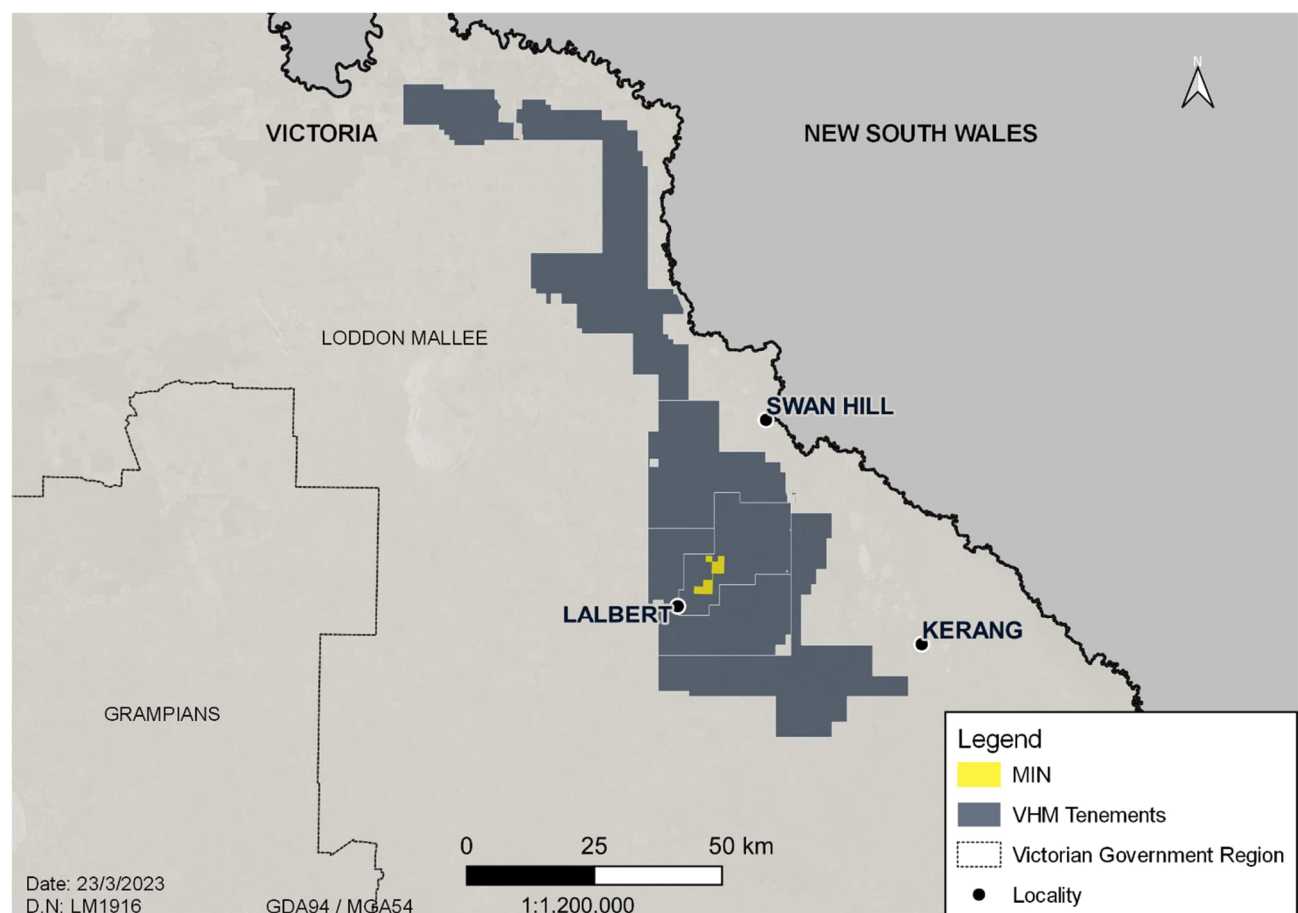 N
VICTORIA
NEW SOUTH WALES
LODDON MALLEE
SWAN HILL
LALBERT
KERANG
GRAMPIANS
Legend
MIN
VHM Tenements
Victorian Government Region
Locality
0 25 50 km
Date: 23/3/2023
D.N: LM1916
GDA94 / MGA54
1:1,200,000